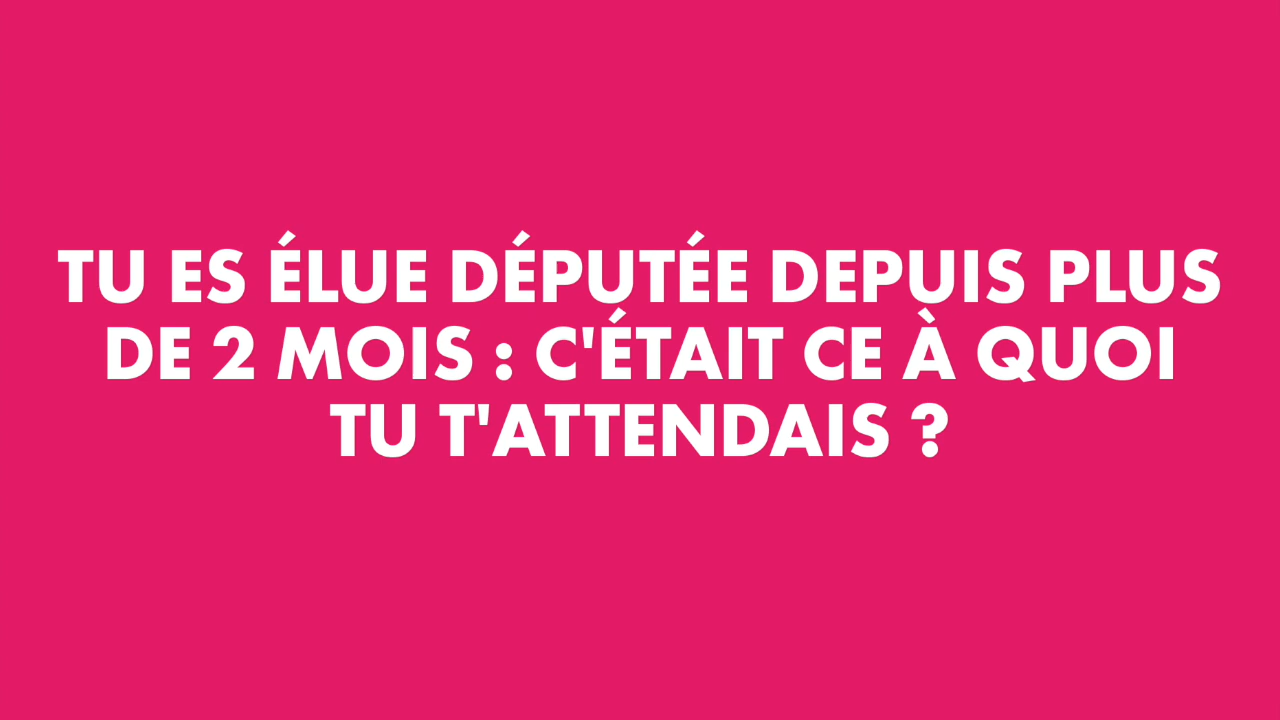 TU ES ÉLUE DÉPUTÉE DEPUIS PLUS
DE 2 MOIS : C'ÉTAIT CE À QUOI
TU T'ATTENDAIS ?